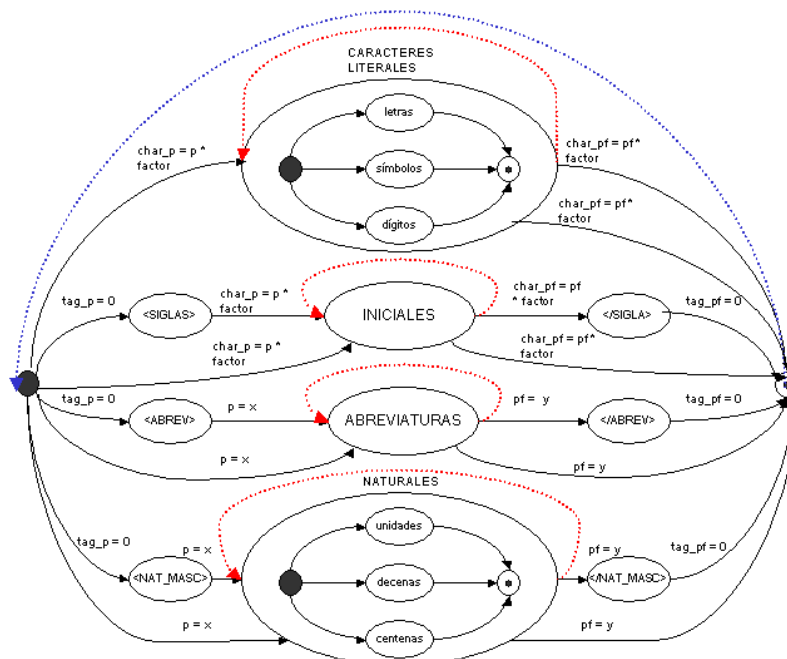 CARACTERES
LITERALES
letras
char_p = p *
factor
símbolos
char_pf = pf*
factor
dígitos
char_pf = pf*
factor
tag_p = 0
<SIGLAS>
char_p = p *
factor
INICIALES
char_pf = pf
* factor
</SIGLA>
tag_pf = 0
char_p = p *
factor
char_pf = pf*
factor
tag_p = 0
<ABREV>
p = x
ABREVIATURAS
pf = y
</ABREV>
tag_pf = 0
p = x
pf = y
NATURALES
unidades
tag_p = 0
p = x
pf = y
tag_pf = 0
<NAT_MASC>
decenas
</NAT_MASC>
p = x
centenas
pf = y